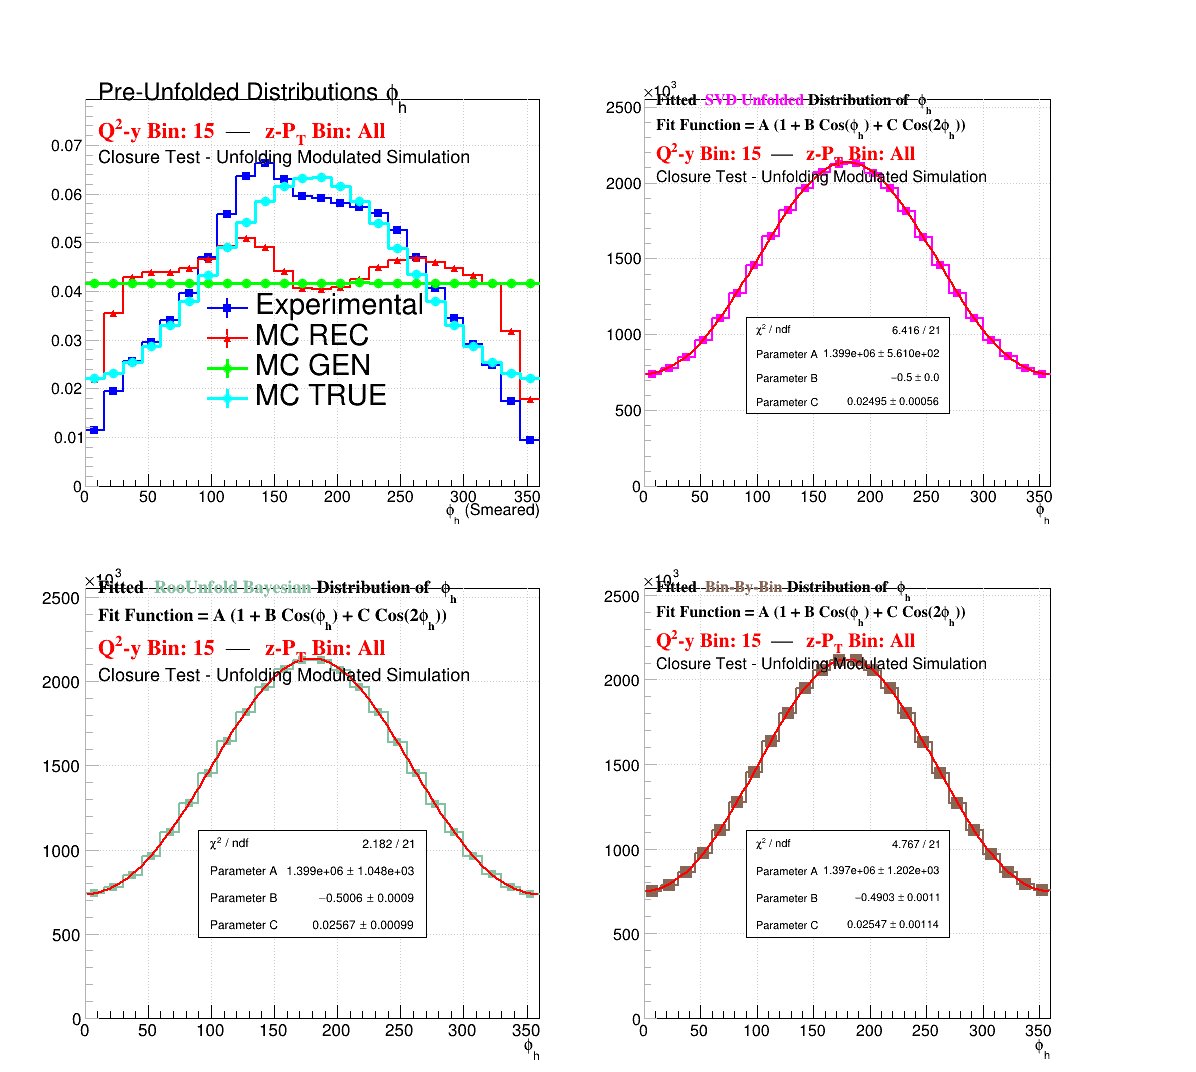 Pre-Unfolded Distributions ϕh
Q²-y Bin: 15 — z-PT Bin: All
Closure Test - Unfolding Modulated Simulation
0.07
0.06
0.05
0.04
0.03
0.02
0.01
0
Experimental
MC REC
MC GEN
MC TRUE
0 50 100 150 200 250 300 350
ϕh (Smeared)
×10³
Fitted SVD Unfolded Distribution of ϕh
Fit Function = A (1 + B Cos(ϕh) + C Cos(2ϕh))
Q²-y Bin: 15 — z-PT Bin: All
Closure Test - Unfolding Modulated Simulation
2500
2000
1500
1000
500
0
χ² / ndf 6.416 / 21
Parameter A 1.399e+06 ± 5.610e+02
Parameter B −0.5 ± 0.0
Parameter C 0.02495 ± 0.00056
0 50 100 150 200 250 300 350
ϕh
×10³
Fitted RooUnfold Bayesian Distribution of ϕh
Fit Function = A (1 + B Cos(ϕh) + C Cos(2ϕh))
Q²-y Bin: 15 — z-PT Bin: All
Closure Test - Unfolding Modulated Simulation
2500
2000
1500
1000
500
0
χ² / ndf 2.182 / 21
Parameter A 1.399e+06 ± 1.048e+03
Parameter B −0.5006 ± 0.0009
Parameter C 0.02567 ± 0.00099
0 50 100 150 200 250 300 350
ϕh
×10³
Fitted Bin-By-Bin Distribution of ϕh
Fit Function = A (1 + B Cos(ϕh) + C Cos(2ϕh))
Q²-y Bin: 15 — z-PT Bin: All
Closure Test - Unfolding Modulated Simulation
2500
2000
1500
1000
500
0
χ² / ndf 4.767 / 21
Parameter A 1.397e+06 ± 1.202e+03
Parameter B −0.4903 ± 0.0011
Parameter C 0.02547 ± 0.00114
0 50 100 150 200 250 300 350
ϕh